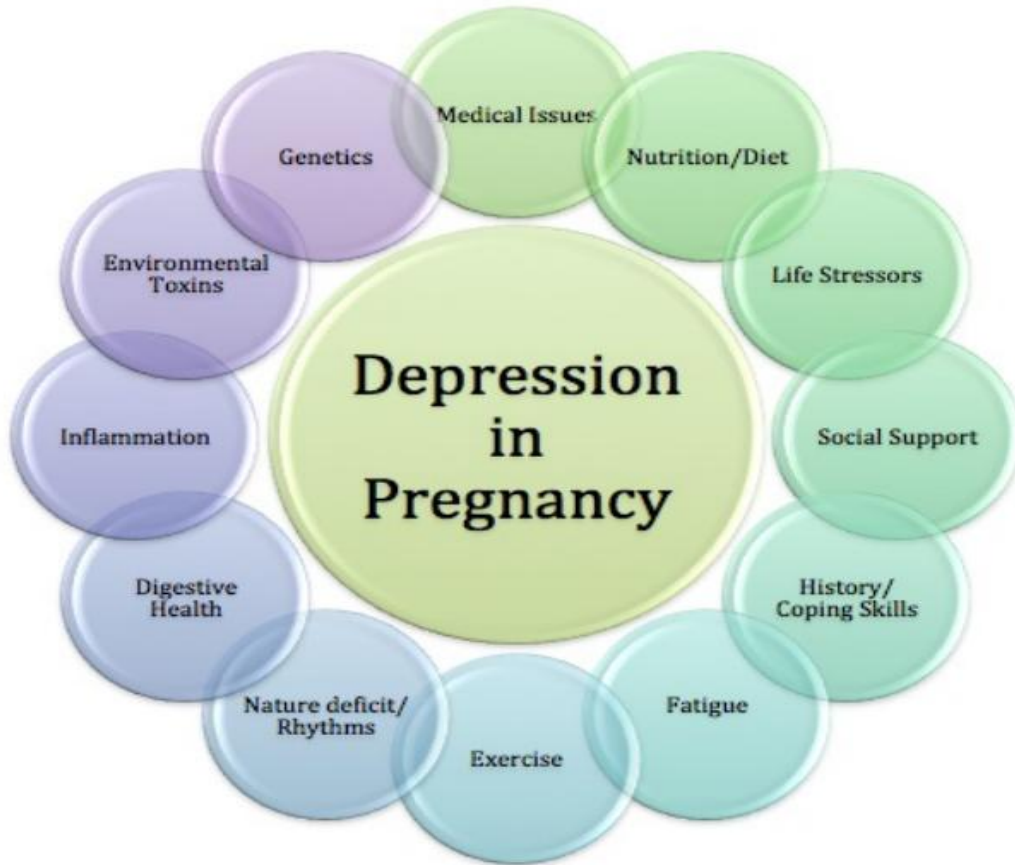 Medical Issues
Nutrition/Diet
Life Stressors
Social Support
History/
Coping Skills
Fatigue
Exercise
Nature deficit/
Rhythms
Digestive
Health
Inflammation
Environmental
Toxins
Genetics
Depression
in
Pregnancy